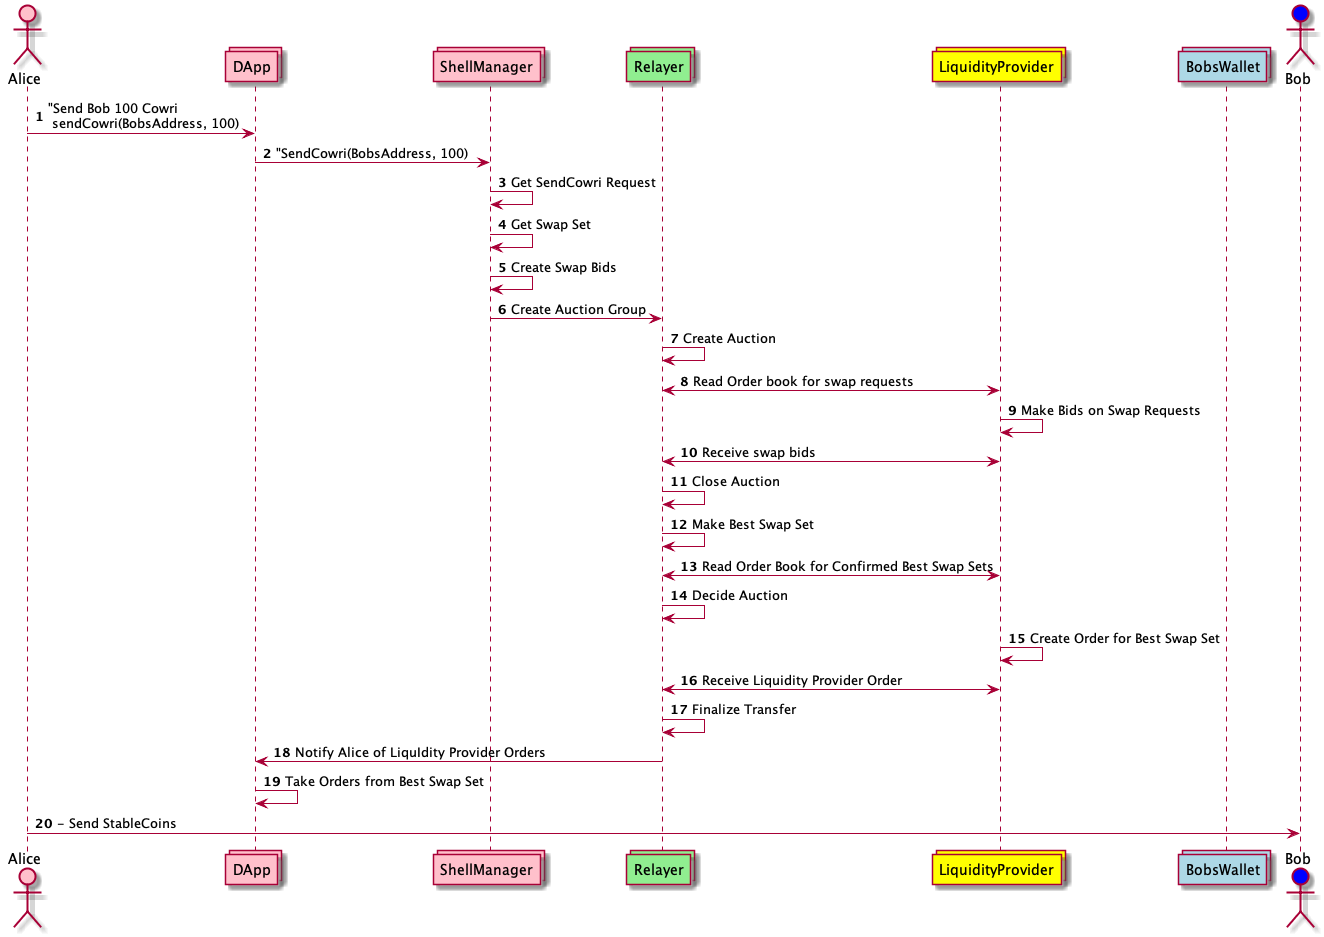 Alice
DApp
ShellManager
Relayer
LiquidityProvider
BobsWallet
Bob
1 "Send Bob 100 Cowri
sendCowri(BobsAddress, 100)
2 "SendCowri(BobsAddress, 100)
3 Get SendCowri Request
4 Get Swap Set
5 Create Swap Bids
6 Create Auction Group
7 Create Auction
8 Read Order book for swap requests
9 Make Bids on Swap Requests
10 Receive swap bids
11 Close Auction
12 Make Best Swap Set
13 Read Order Book for Confirmed Best Swap Sets
14 Decide Auction
15 Create Order for Best Swap Set
16 Receive Liquidity Provider Order
17 Finalize Transfer
18 Notify Alice of LiquIdity Provider Orders
19 Take Orders from Best Swap Set
20 - Send StableCoins
Alice
DApp
ShellManager
Relayer
LiquidityProvider
BobsWallet
Bob